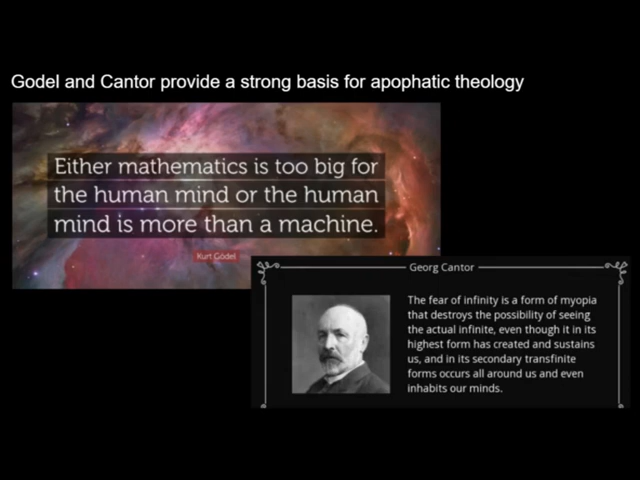 Godel and Cantor provide a strong basis for apophatic theology
Either mathematics is too big for
the human mind or the human
mind is more than a machine.
Kurt Gödel
Georg Cantor
The fear of infinity is a form of myopia
that destroys the possibility of seeing
the actual infinite, even though it in its
highest form has created and sustains
us, and in its secondary transfinite
forms occurs all around us and even
inhabits our minds.